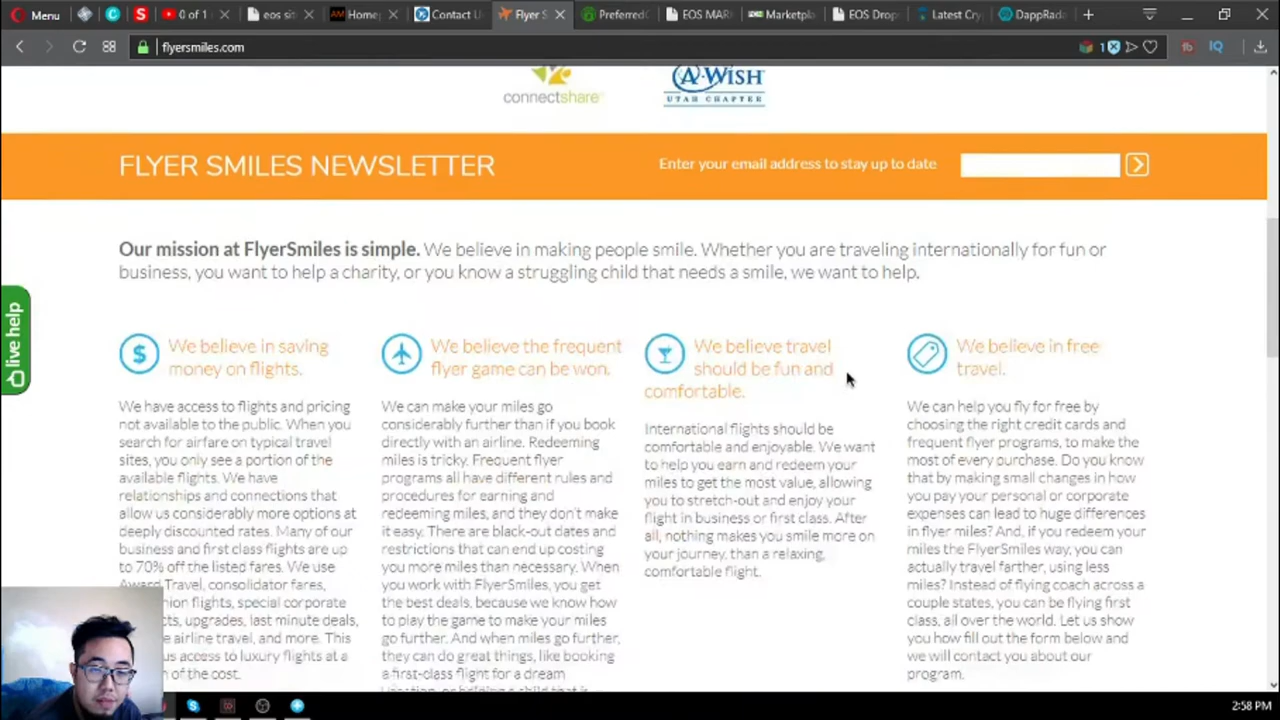 Menu
0 of 1
eos sit
Home
Contact U
Flyer S
Preferred
EOS MAR
Marketpla
EOS Drop
Latest Cry
DappRada
flyersmiles.com
1
IQ
connectshare
A-WISH
UTAH CHAPTER
FLYER SMILES NEWSLETTER
Enter your email address to stay up to date
Our mission at FlyerSmiles is simple. We believe in making people smile. Whether you are traveling internationally for fun or
business, you want to help a charity, or you know a struggling child that needs a smile, we want to help.
live help
We believe in saving
money on flights.
We have access to flights and pricing
not available to the public. When you
search for airfare on typical travel
sites, you only see a portion of the
available flights. We have
relationships and connections that
allow us considerably more options at
deeply discounted rates. Many of our
business and first class flights are up
to 70% off the listed fares. We use
Award Travel, consolidator fares,
flights, special corporate
upgrades, last minute deals,
airline travel, and more. This
us access to luxury flights at a
of the cost.
We believe the frequent
flyer game can be won.
We can make your miles go
considerably further than if you book
directly with an airline. Redeeming
miles is tricky. Frequent flyer
programs all have different rules and
procedures for earning and
redeeming miles, and they don't make
it easy. There are black-out dates and
restrictions that can end up costing
you more miles than necessary. When
you work with FlyerSmiles, you get
the best deals, because we know how
to play the game to make your miles
go further. And when miles go further,
they can do great things, like booking
a first-class flight for a dream
We believe travel
should be fun and
comfortable.
International flights should be
comfortable and enjoyable. We want
to help you earn and redeem your
miles to get the most value, allowing
you to stretch-out and enjoy your
flight in business or first class. After
all, nothing makes you smile more on
your journey, than a relaxing,
comfortable flight.
We believe in free
travel.
We can help you fly for free by
choosing the right credit cards and
frequent flyer programs, to make the
most of every purchase. Do you know
that by making small changes in how
you pay your personal or corporate
expenses can lead to huge differences
in flyer miles? And, if you redeem your
miles the FlyerSmiles way, you can
actually travel farther, using less
miles? Instead of flying coach across a
couple states, you can be flying first
class, all over the world. Let us show
you how fill out the form below and
we will contact you about our
program.
2:58 PM